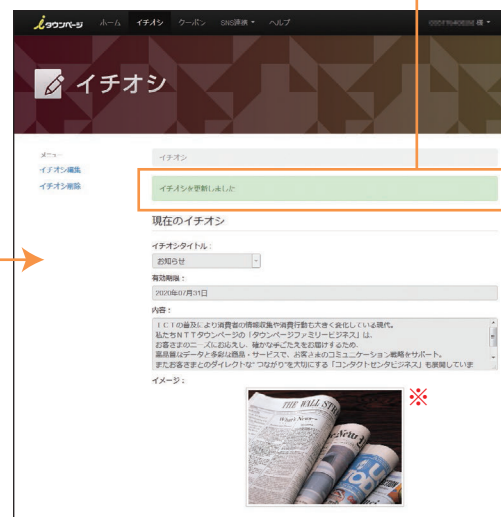 iタウンページ ホーム イチオシ クーポン SNS連携 ヘルプ 様
イチオシ
メニュー
イチオシ編集
イチオシ削除
イチオシ
イチオシを更新しました
現在のイチオシ
イチオシタイトル:
お知らせ
有効期限:
2020年07月31日
内容:
ICTの普及により消費者の情報収集や消費行動も大きく変化している現代。
私たちNTTタウンページの「タウンページファミリービジネス」は、
お客さまのニーズにお応えし、確かな手ごたえをお届けするため、
高品質なデータと多彩な商品・サービスで、お客さまのコミュニケーション戦略をサポート。
またお客さまとのダイレクトな"つながり"を大切にする「コンタクトセンタビジネス」も展開していま
イメージ:
※
THE WALL STR
What's News